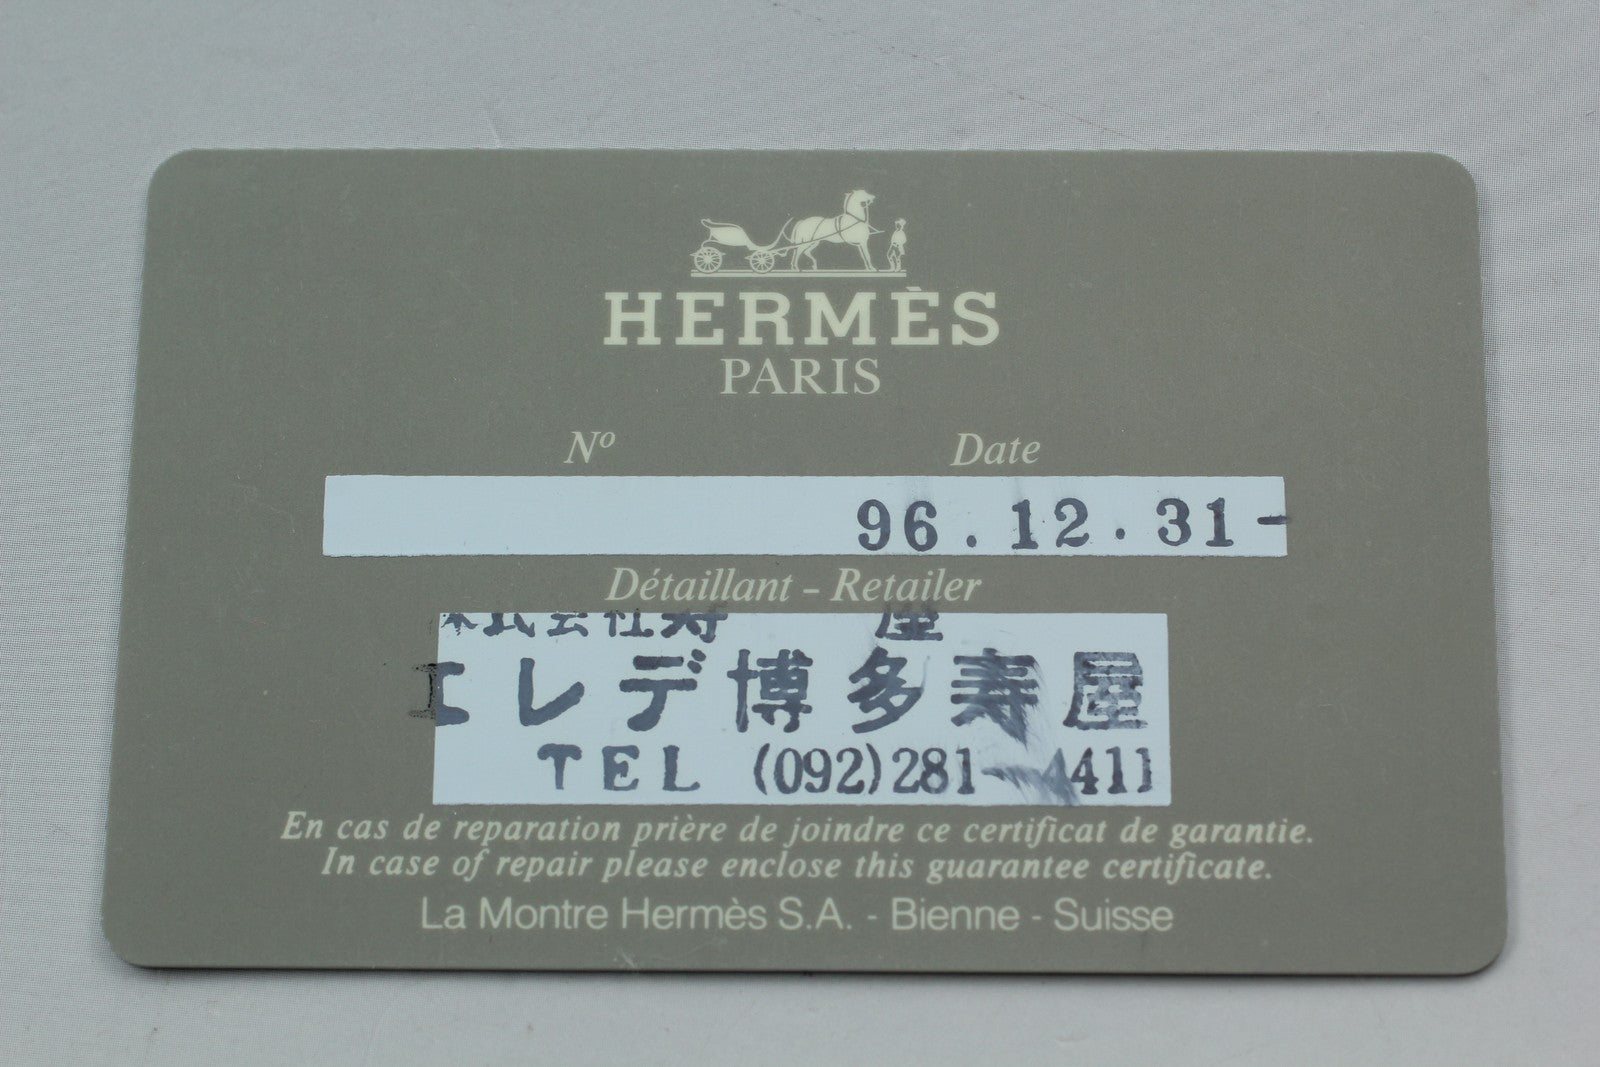 HERMÈS
PARIS
Nº Date
96.12.31-
Détaillant - Retailer
株式会社寿 屋
エレデ博多寿屋
TEL (092)281-4411
En cas de reparation prière de joindre ce certificat de garantie.
In case of repair please enclose this guarantee certificate.
La Montre Hermès S.A. - Bienne - Suisse